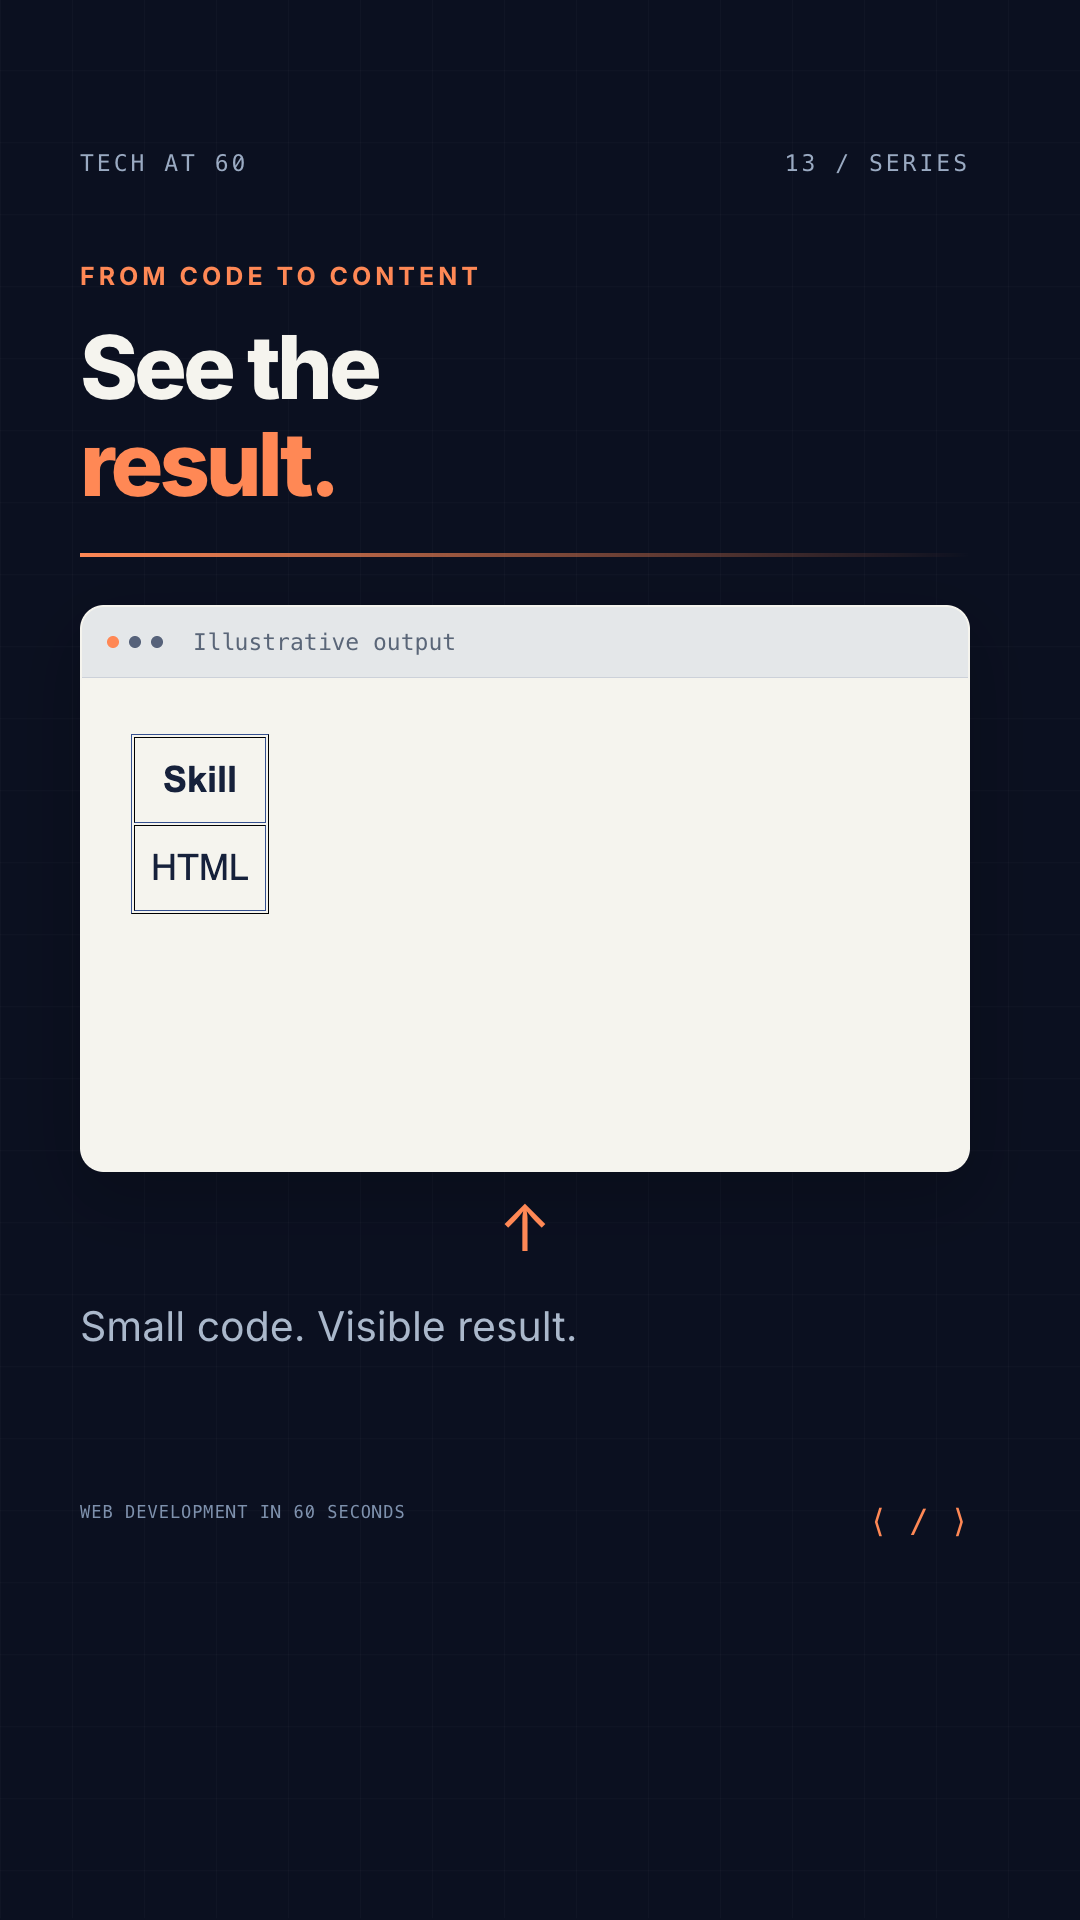 TECH AT 60
13 / SERIES
FROM CODE TO CONTENT
See the
result.
Illustrative output
Skill
HTML
Small code. Visible result.
WEB DEVELOPMENT IN 60 SECONDS
⟨ / ⟩